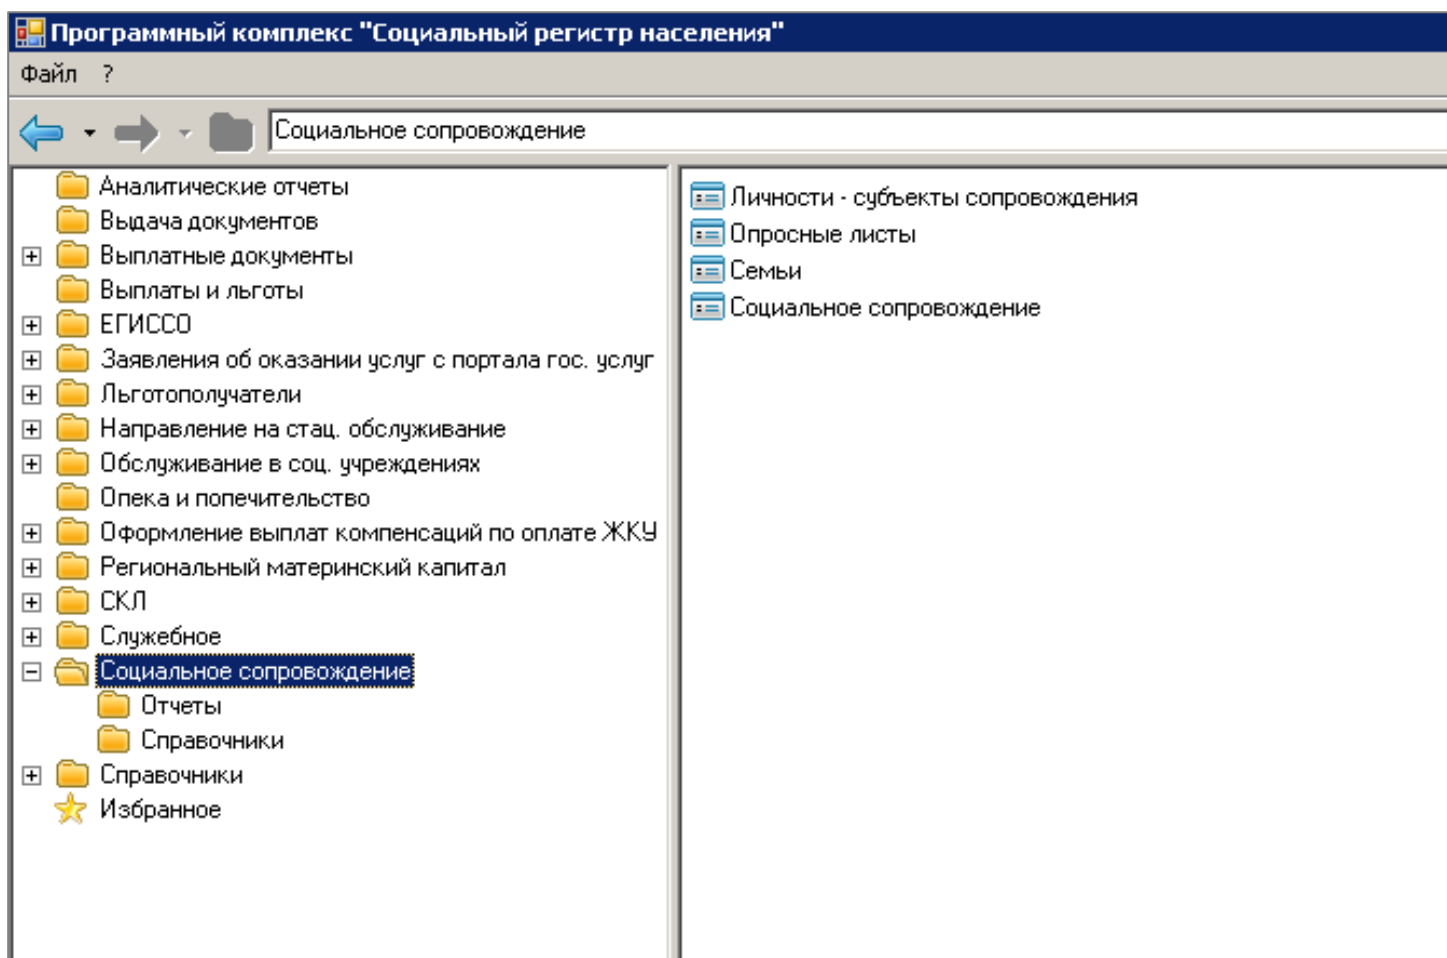 Программный комплекс "Социальный регистр населения"
Файл ?
Социальное сопровождение
Аналитические отчеты
Выдача документов
Выплатные документы
Выплаты и льготы
ЕГИССО
Заявления об оказании услуг с портала гос. услуг
Льготополучатели
Направление на стац. обслуживание
Обслуживание в соц. учреждениях
Опека и попечительство
Оформление выплат компенсаций по оплате ЖКУ
Региональный материнский капитал
СКЛ
Служебное
Социальное сопровождение
Отчеты
Справочники
Справочники
Избранное
Личности - субъекты сопровождения
Опросные листы
Семьи
Социальное сопровождение